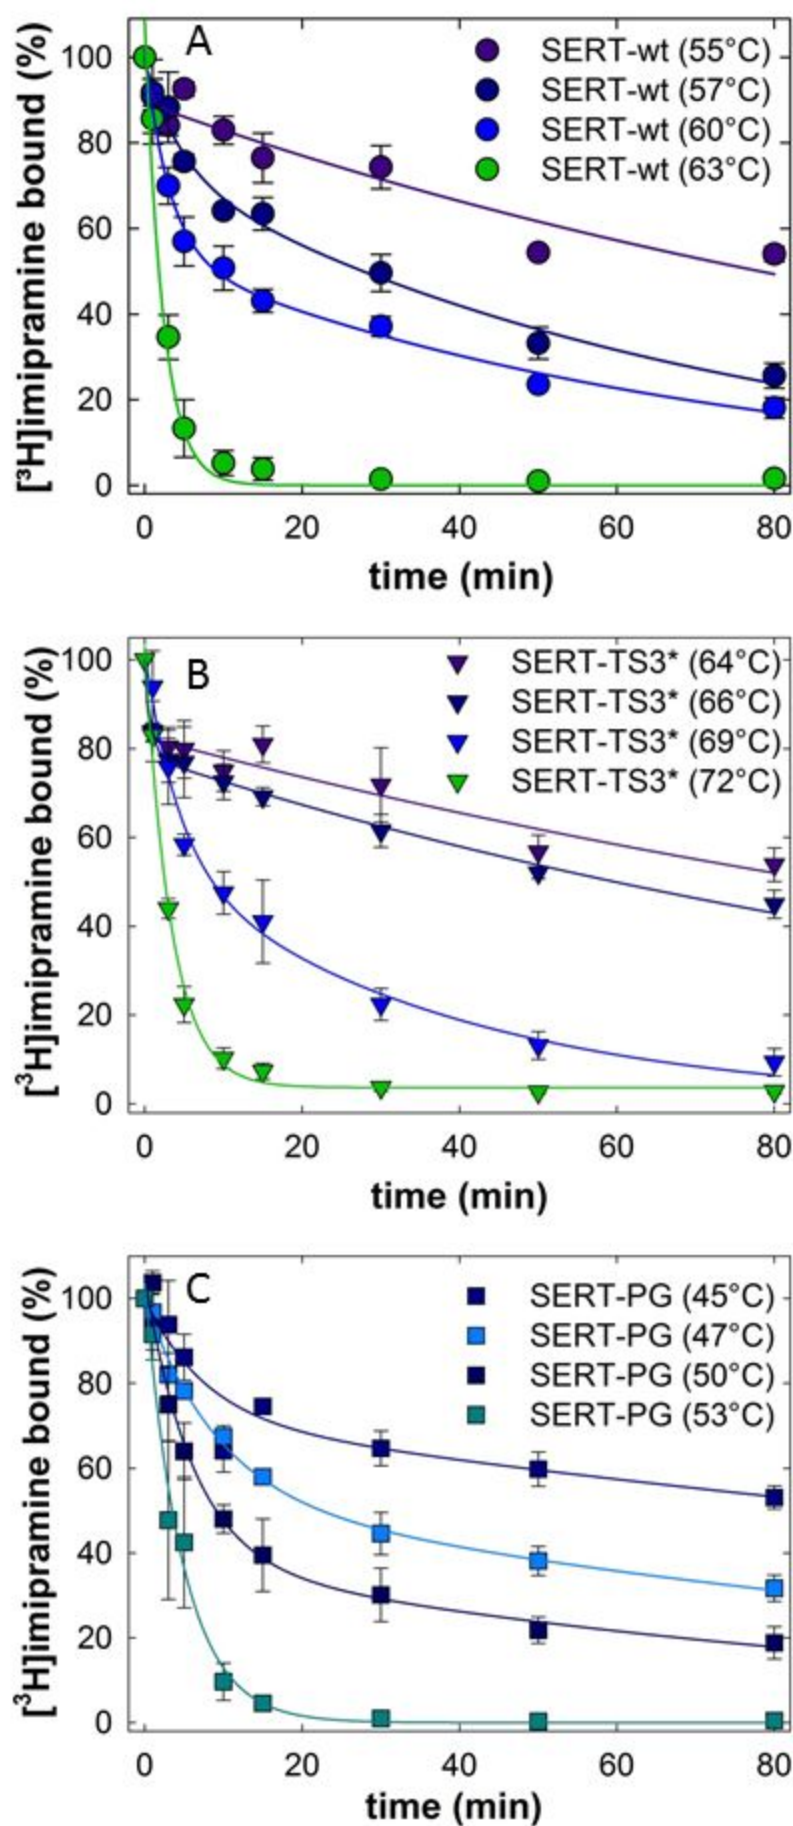 A
SERT-wt (55°C)
SERT-wt (57°C)
SERT-wt (60°C)
SERT-wt (63°C)
[³H]imipramine bound (%)
100
80
60
40
20
0
0 20 40 60 80
time (min)
B
SERT-TS3* (64°C)
SERT-TS3* (66°C)
SERT-TS3* (69°C)
SERT-TS3* (72°C)
[³H]imipramine bound (%)
100
80
60
40
20
0
0 20 40 60 80
time (min)
C
SERT-PG (45°C)
SERT-PG (47°C)
SERT-PG (50°C)
SERT-PG (53°C)
[³H]imipramine bound (%)
100
80
60
40
20
0
0 20 40 60 80
time (min)